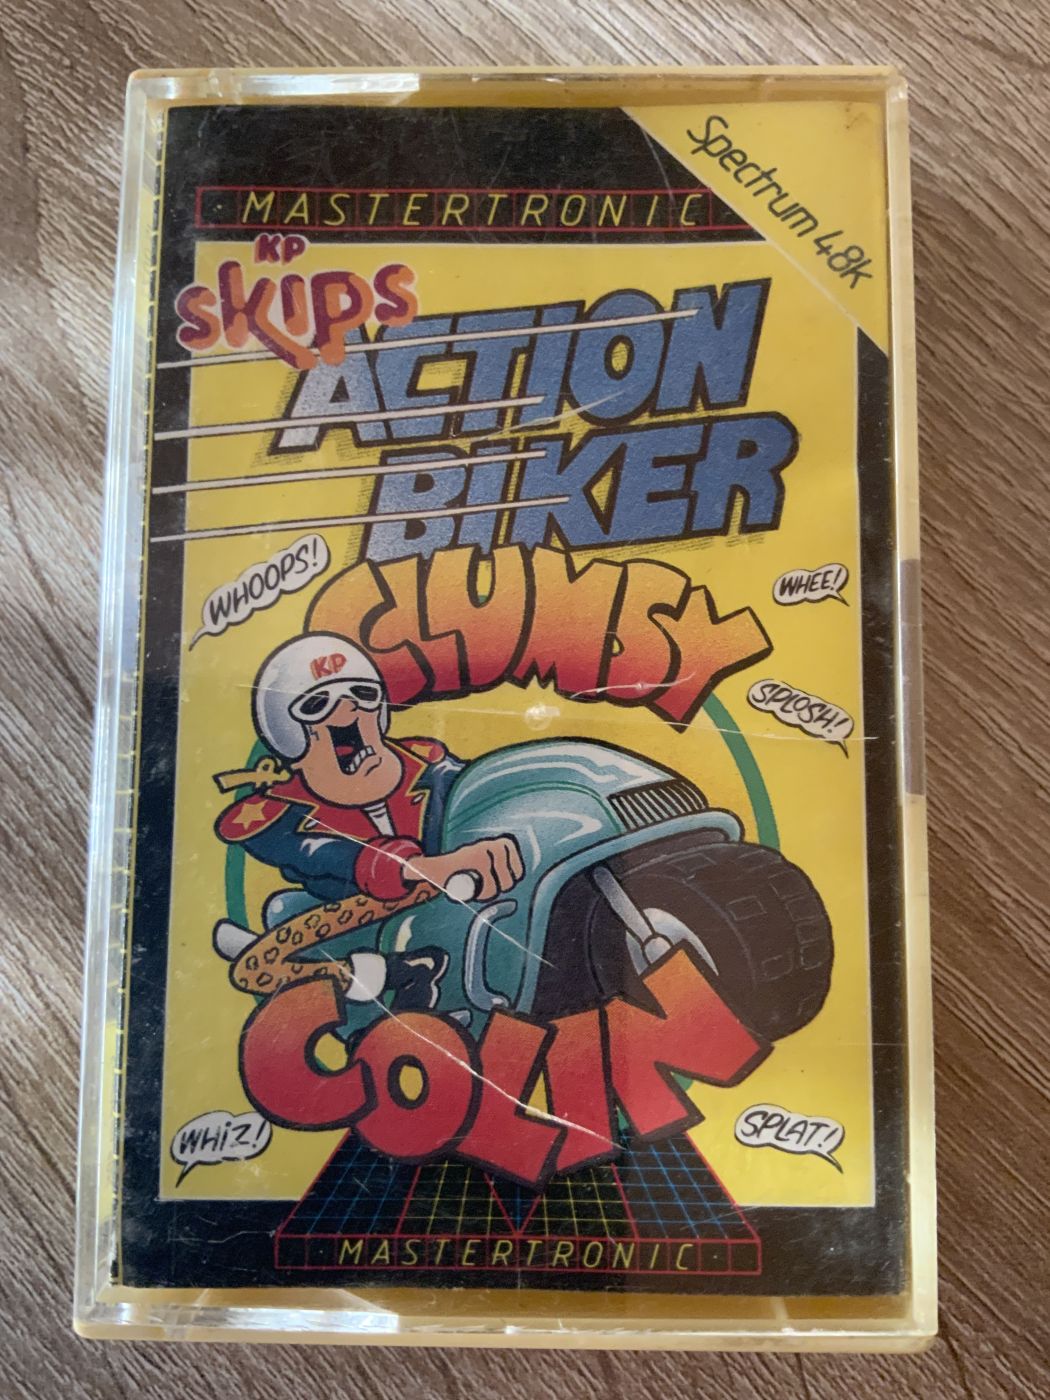 Spectrum 48k
MASTERTRONIC
KP
SKIPS
ACTION
BIKER
WHOOPS!
WHEE!
CLUMSY
KP
SPLOSH!
COLIN
WHIZ!
SPLAT!
MASTERTRONIC